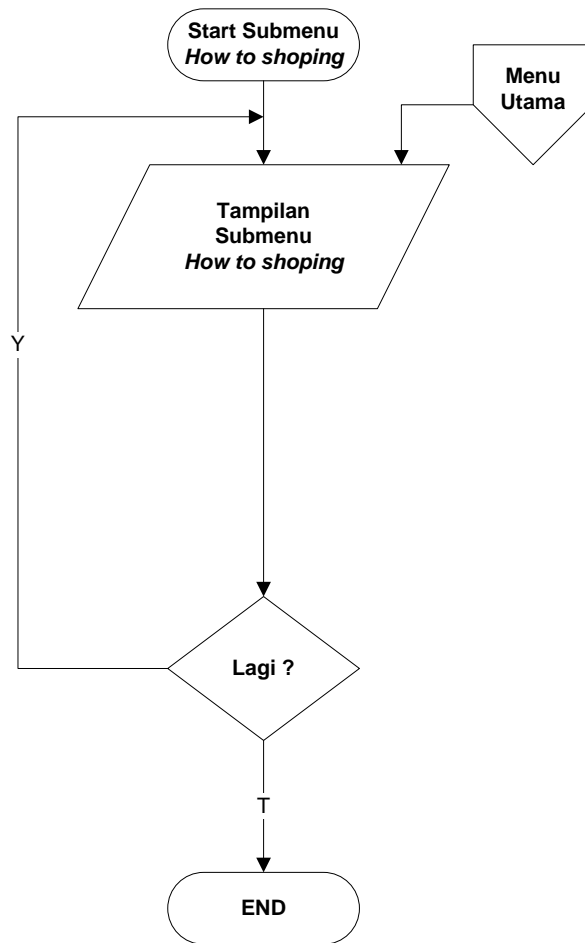 Start Submenu
How to shoping
Menu
Utama
Tampilan
Submenu
How to shoping
Y
Lagi ?
T
END